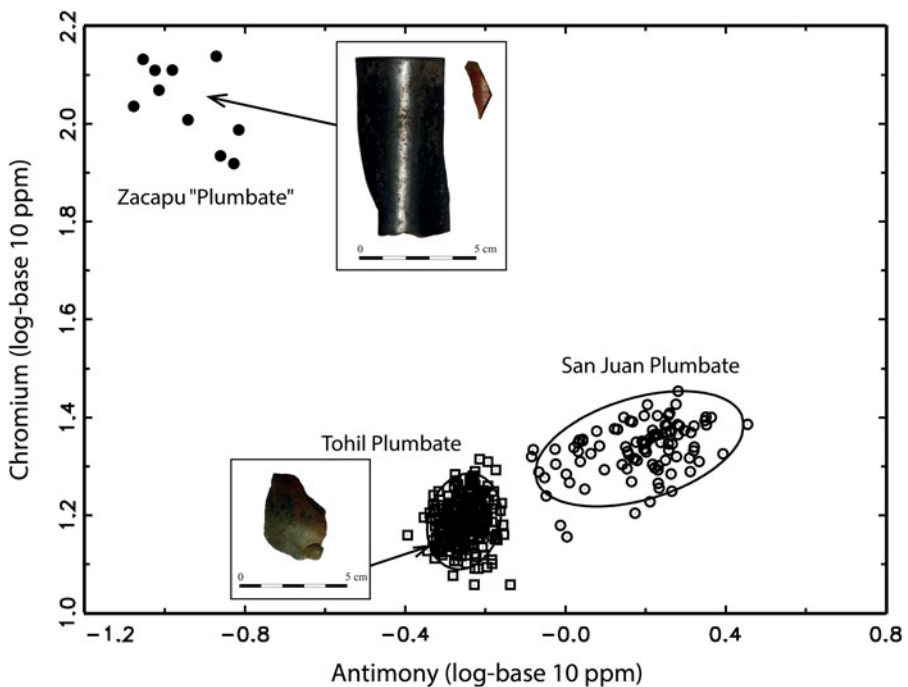 2.2
2.0
1.8
1.6
1.4
1.2
1.0
Chromium (log-base 10 ppm)
Zacapu "Plumbate"
0 5 cm
San Juan Plumbate
Tohil Plumbate
0 5 cm
−1.2 −0.8 −0.4 −0.0 0.4 0.8
Antimony (log-base 10 ppm)